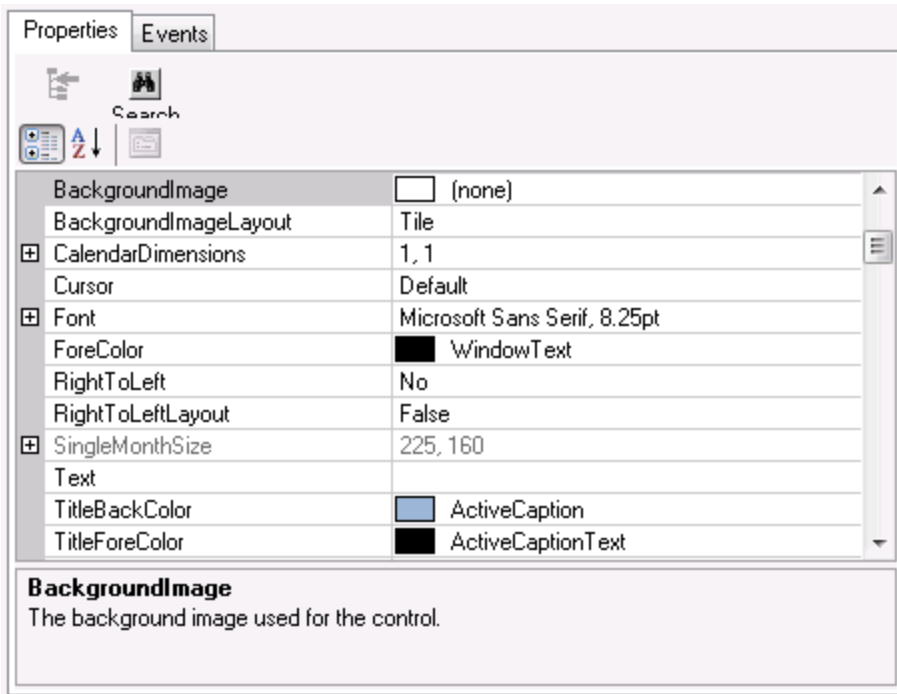 Properties Events
Search
A
Z
BackgroundImage (none)
BackgroundImageLayout Tile
CalendarDimensions 1, 1
Cursor Default
Font Microsoft Sans Serif, 8.25pt
ForeColor WindowText
RightToLeft No
RightToLeftLayout False
SingleMonthSize 225, 160
Text
TitleBackColor ActiveCaption
TitleForeColor ActiveCaptionText
BackgroundImage
The background image used for the control.